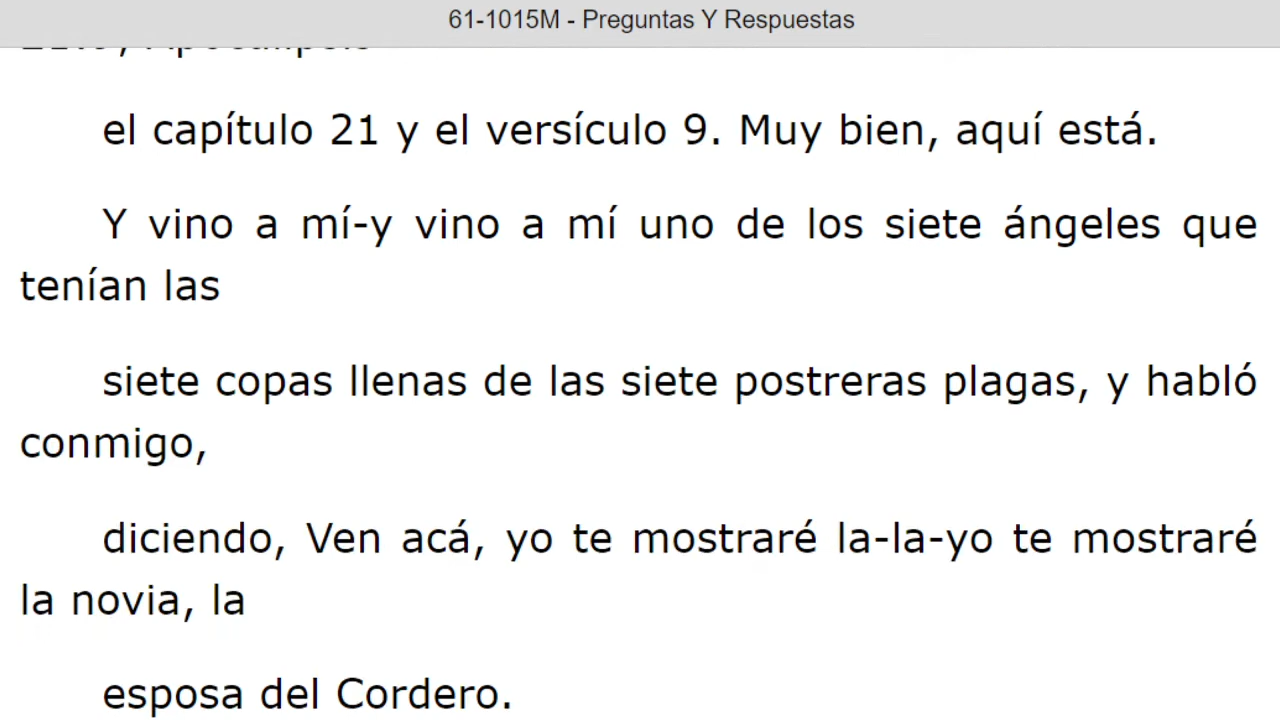 61-1015M - Preguntas Y Respuestas
el capítulo 21 y el versículo 9. Muy bien, aquí está.
Y vino a mí-y vino a mí uno de los siete ángeles que
tenían las
siete copas llenas de las siete postreras plagas, y habló
conmigo,
diciendo, Ven acá, yo te mostraré la-la-yo te mostraré
la novia, la
esposa del Cordero.